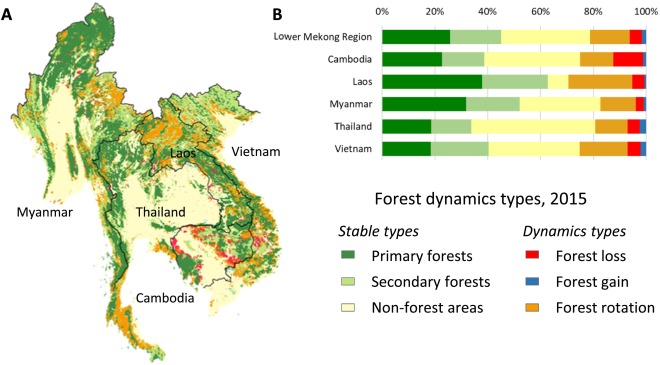 A
B
0% 20% 40% 60% 80% 100%
Lower Mekong Region
Cambodia
Laos
Myanmar
Thailand
Vietnam
Laos
Vietnam
Myanmar
Thailand
Cambodia
Forest dynamics types, 2015
Stable types
Dynamics types
Primary forests
Forest loss
Secondary forests
Forest gain
Non-forest areas
Forest rotation